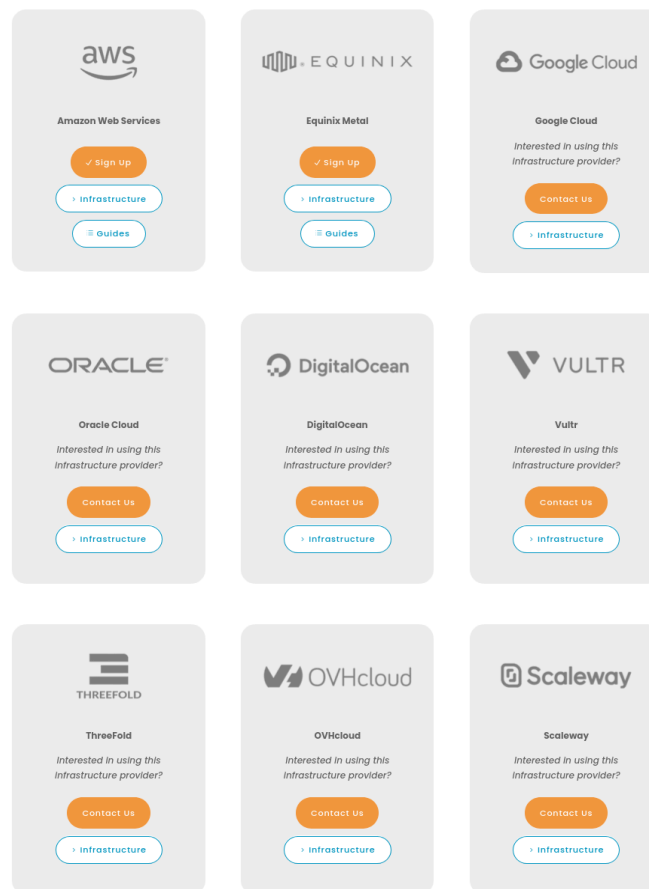 aws
EQUINIX
Google Cloud
Amazon Web Services
Equinix Metal
Google Cloud
✓ Sign Up
✓ Sign Up
Interested in using this
infrastructure provider?
Contact Us
> Infrastructure
> Infrastructure
> Infrastructure
Guides
Guides
ORACLE
DigitalOcean
VULTR
Oracle Cloud
DigitalOcean
Vultr
Interested in using this
infrastructure provider?
Interested in using this
infrastructure provider?
Interested in using this
infrastructure provider?
Contact Us
Contact Us
Contact Us
> Infrastructure
> Infrastructure
> Infrastructure
THREEFOLD
OVHcloud
Scaleway
ThreeFold
OVHcloud
Scaleway
Interested in using this
infrastructure provider?
Interested in using this
infrastructure provider?
Interested in using this
infrastructure provider?
Contact Us
Contact Us
Contact Us
> Infrastructure
> Infrastructure
> Infrastructure